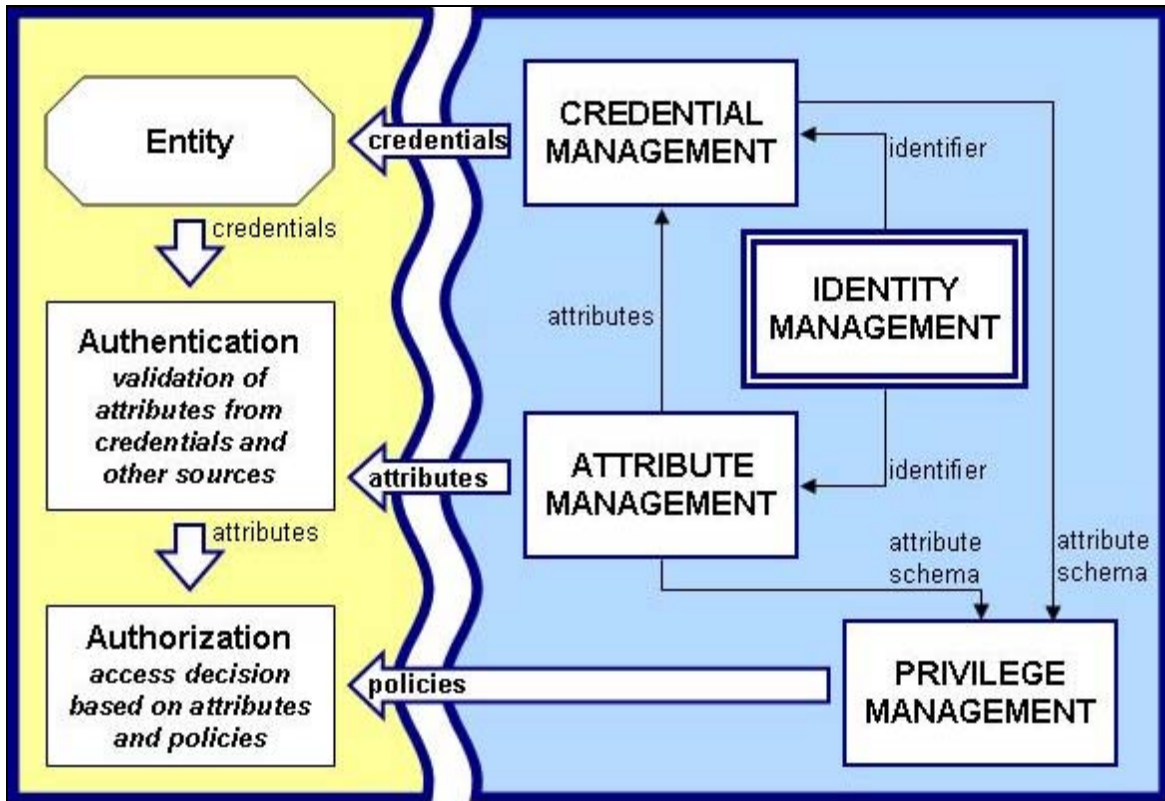 Entity
credentials
Authentication
validation of
attributes from
credentials and
other sources
attributes
Authorization
access decision
based on attributes
and policies
credentials
attributes
policies
CREDENTIAL
MANAGEMENT
identifier
IDENTITY
MANAGEMENT
attributes
identifier
ATTRIBUTE
MANAGEMENT
attribute
schema
attribute
schema
PRIVILEGE
MANAGEMENT